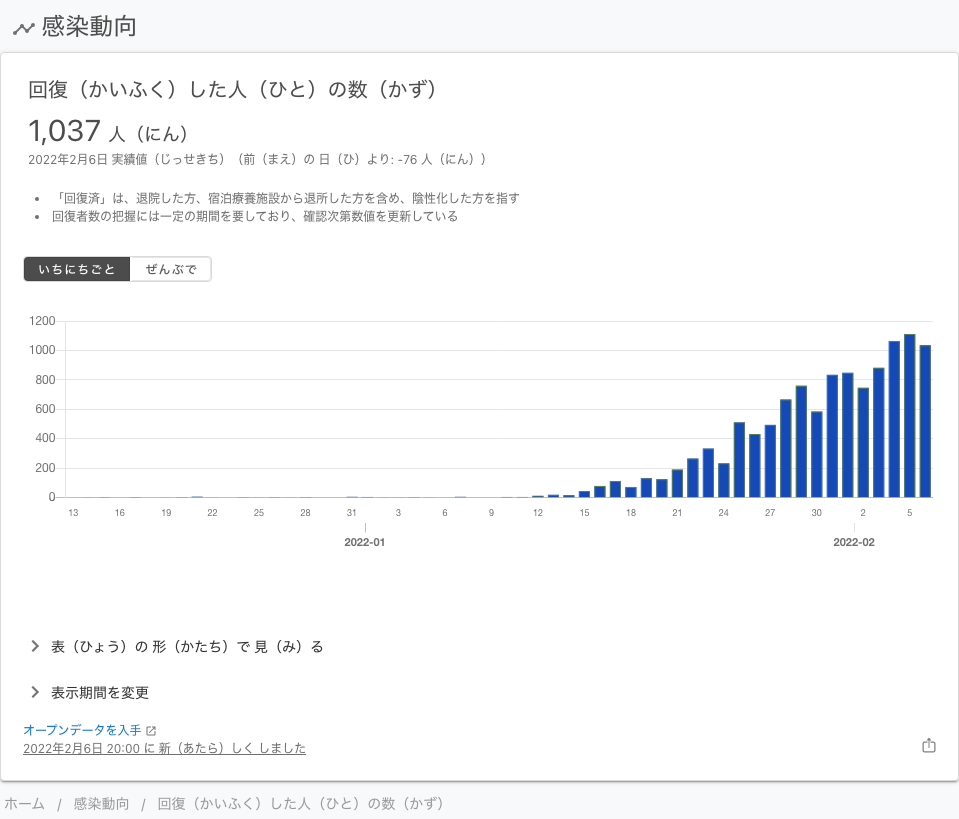 感染動向
回復（かいふく）した人（ひと）の数（かず）
1,037 人（にん）
2022年2月6日 実績値（じっせきち）（前（まえ）の 日（ひ）より: -76 人（にん））
• 「回復済」は、退院した方、宿泊療養施設から退所した方を含め、陰性化した方を指す
• 回復者数の把握には一定の期間を要しており、確認次第数値を更新している
いちにちごと ぜんぶで
1200
1000
800
600
400
200
0
13 16 19 22 25 28 31 3 6 9 12 15 18 21 24 27 30 2 5
2022-01 2022-02
表（ひょう）の 形（かたち）で 見（み）る
表示期間を変更
オープンデータを入手
2022年2月6日 20:00 に 新（あたら）しく しました
ホーム / 感染動向 / 回復（かいふく）した人（ひと）の数（かず）